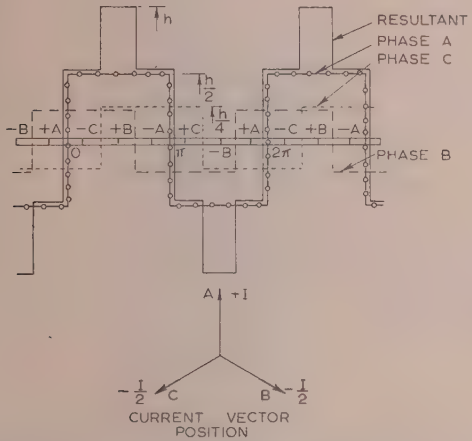 h
RESULTANT
PHASE A
PHASE C
h/2
h/4
-B +A -C +B -A +C -B +A -C +B -A
0 π 2π
PHASE B
A +I
-I/2 C B -I/2
CURRENT VECTOR
POSITION